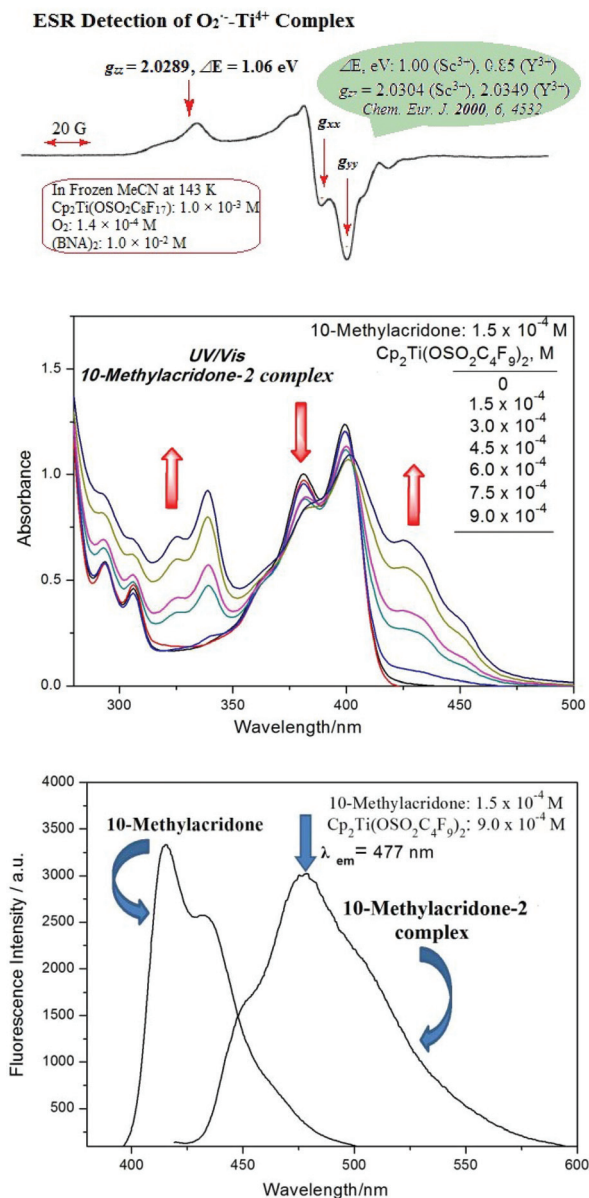 ESR Detection of O₂·⁻-Ti⁴⁺ Complex
g_zz = 2.0289, ΔE = 1.06 eV
ΔE, eV: 1.00 (Sc³⁺), 0.85 (Y³⁺)
g_zz = 2.0304 (Sc³⁺), 2.0349 (Y³⁺)
Chem. Eur. J. 2000, 6, 4532
20 G
g_xx
g_yy
In Frozen MeCN at 143 K
Cp₂Ti(OSO₂C₈F₁₇): 1.0 × 10⁻³ M
O₂: 1.4 × 10⁻⁴ M
(BNA)₂: 1.0 × 10⁻² M
10-Methylacridone: 1.5 x 10⁻⁴ M
Cp₂Ti(OSO₂C₄F₉)₂, M
0
1.5 x 10⁻⁴
3.0 x 10⁻⁴
4.5 x 10⁻⁴
6.0 x 10⁻⁴
7.5 x 10⁻⁴
9.0 x 10⁻⁴
UV/Vis
10-Methylacridone-2 complex
Absorbance
1.5
1.0
0.5
0.0
300 350 400 450 500
Wavelength/nm
10-Methylacridone: 1.5 x 10⁻⁴ M
Cp₂Ti(OSO₂C₄F₉)₂: 9.0 x 10⁻⁴ M
λ em = 477 nm
10-Methylacridone
10-Methylacridone-2
complex
Fluorescence Intensity / a.u.
4000
3500
3000
2500
2000
1500
1000
500
400 450 500 550 600
Wavelength/nm